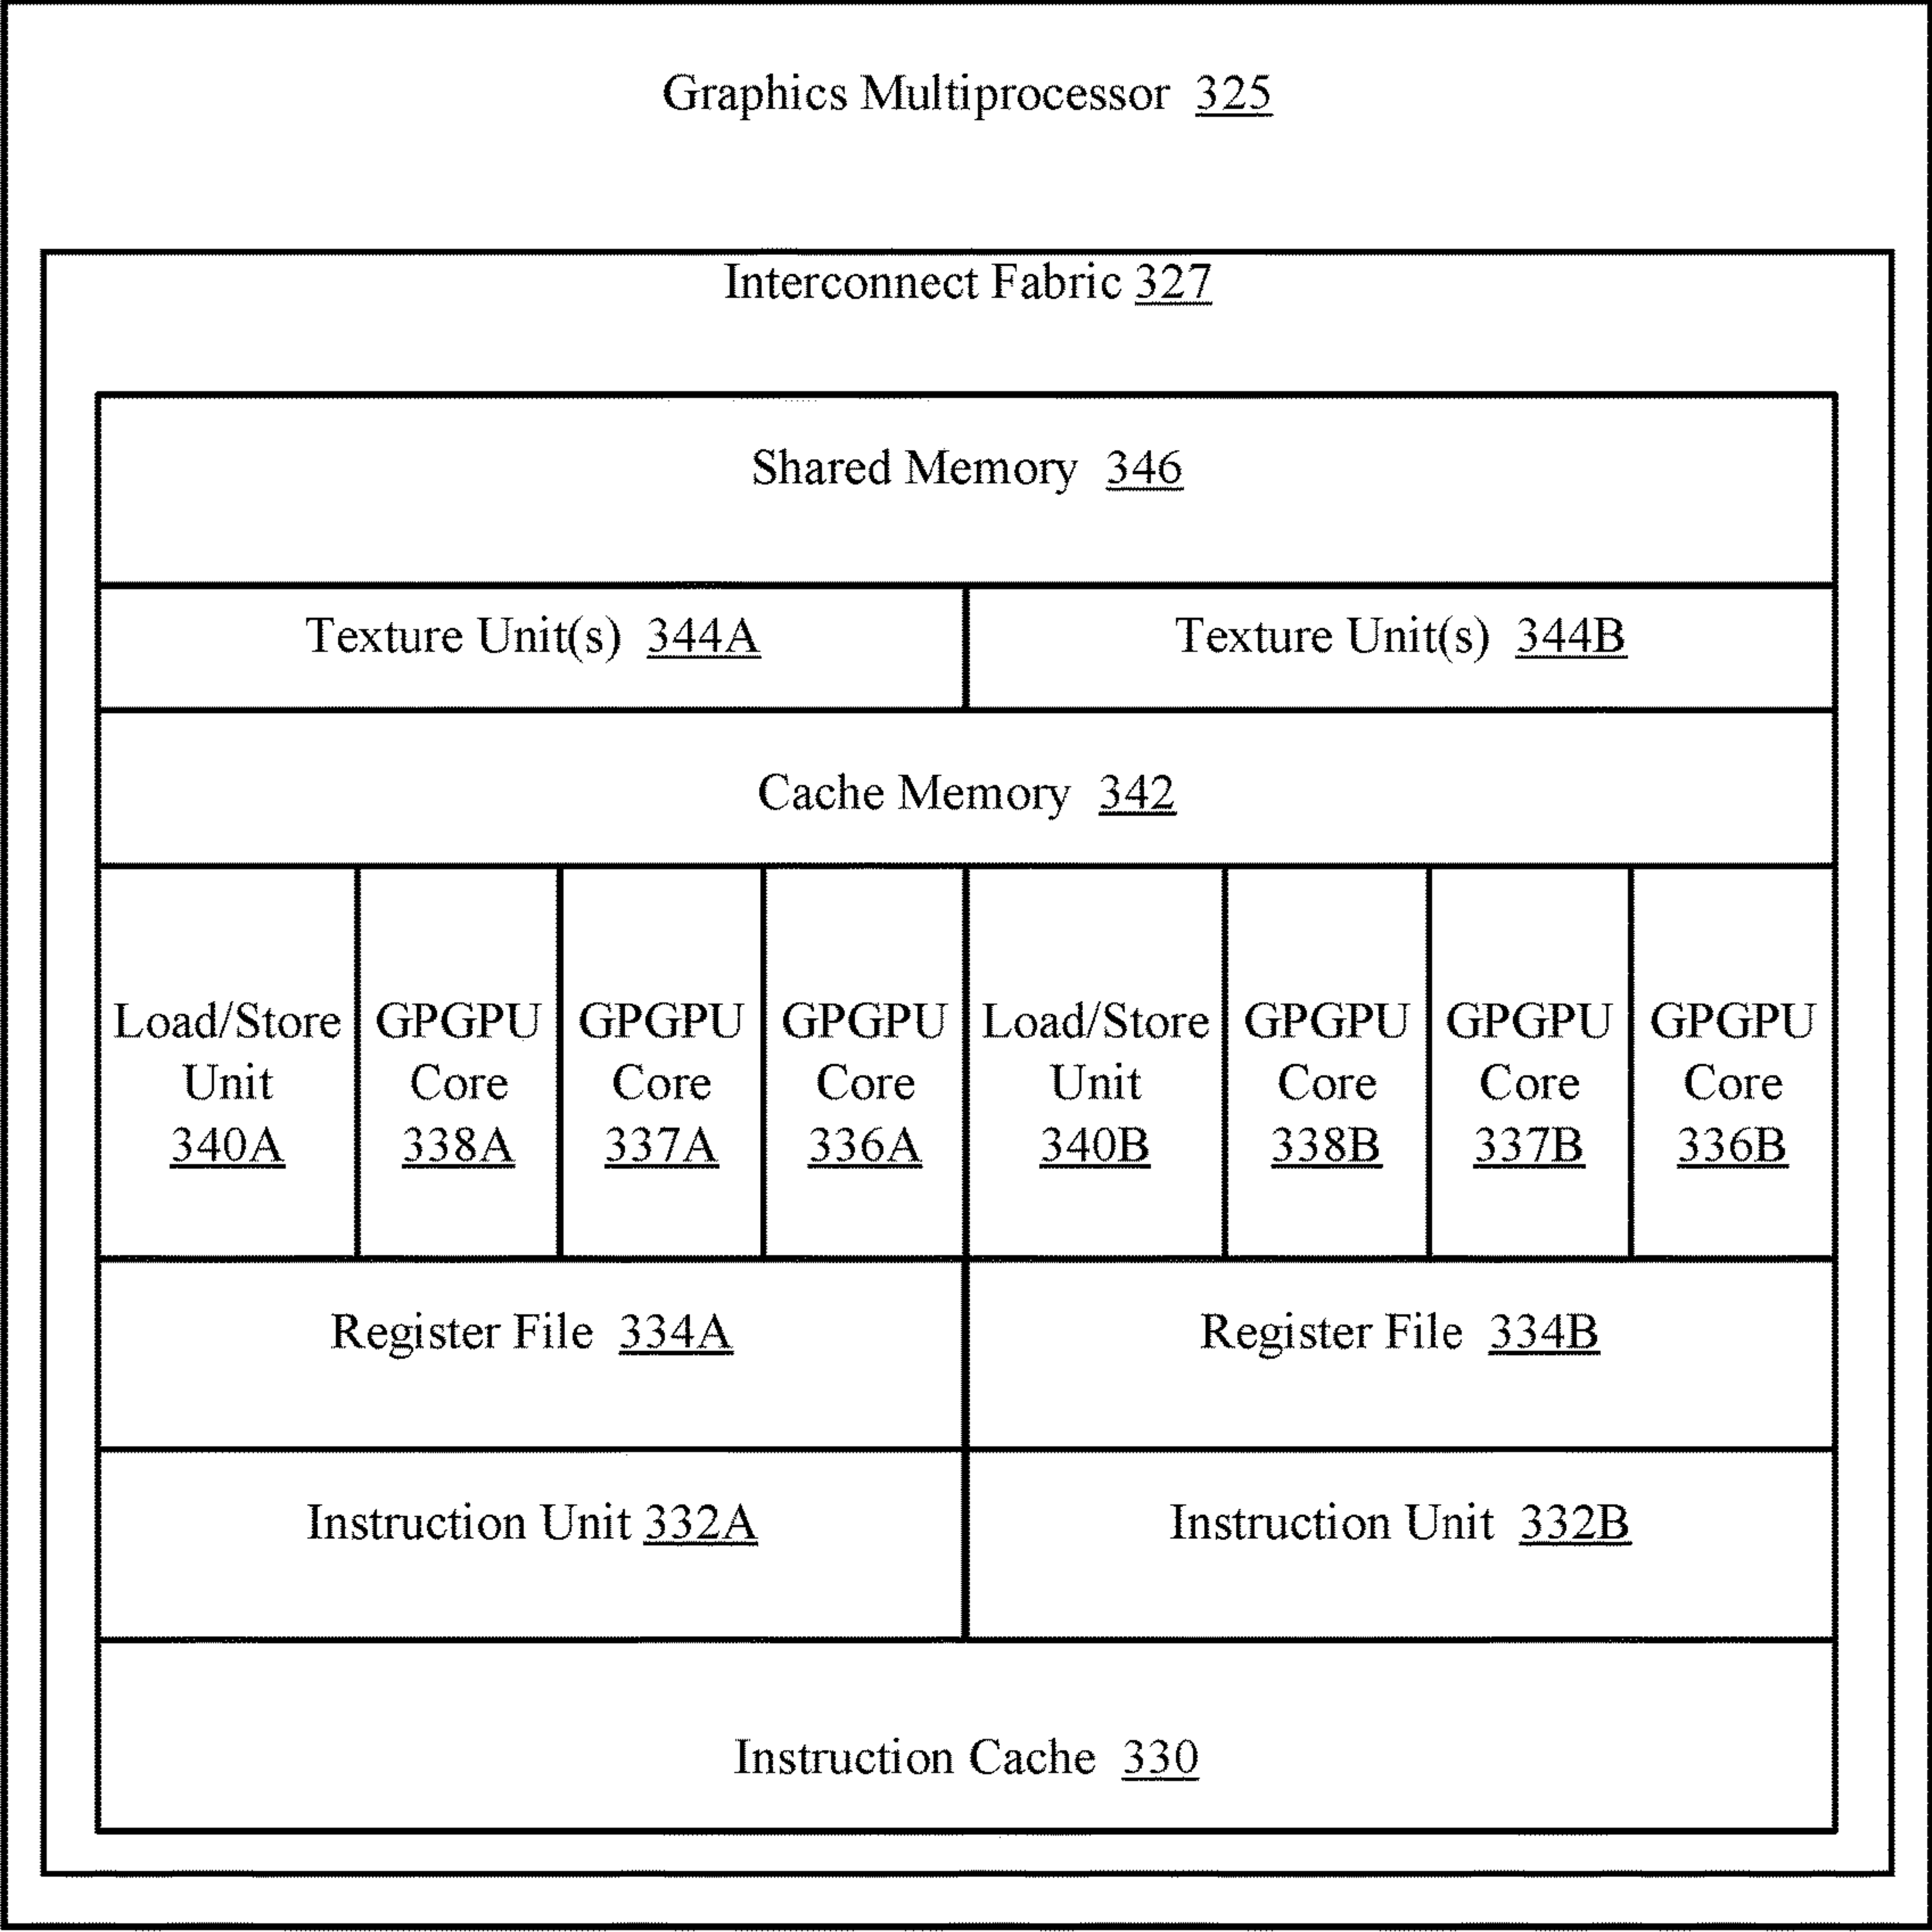 Graphics Multiprocessor 325
Interconnect Fabric 327
Shared Memory 346
Texture Unit(s) 344A
Texture Unit(s) 344B
Cache Memory 342
Load/Store
Unit
340A
GPGPU
Core
338A
GPGPU
Core
337A
GPGPU
Core
336A
Load/Store
Unit
340B
GPGPU
Core
338B
GPGPU
Core
337B
GPGPU
Core
336B
Register File 334A
Register File 334B
Instruction Unit 332A
Instruction Unit 332B
Instruction Cache 330